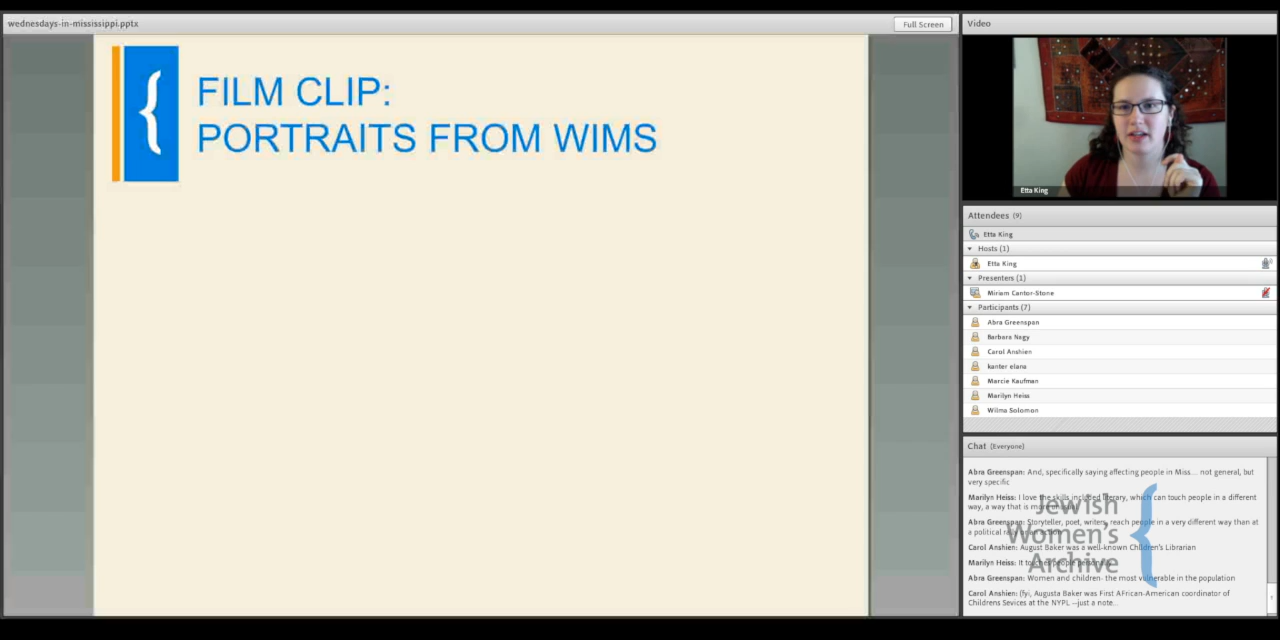 wednesdays-in-mississippi.pptx
Full Screen
FILM CLIP:
PORTRAITS FROM WIMS
Video
Etta King
Attendees (9)
Etta King
Hosts (1)
Etta King
Presenters (1)
Miriam Cantor-Stone
Participants (7)
Abra Greenspan
Barbara Nagy
Carol Anshien
kanter elana
Marcie Kaufman
Marilyn Heiss
Wilma Solomon
Chat (Everyone)
Abra Greenspan: And, specifically saying affecting people in Miss... not general, but
very specific
Marilyn Heiss: I love the skills included literary, which can touch people in a different
way, a way that is more
Abra Greenspan: Storyteller, poet, writers, reach people in a very different way than at
a political
Carol Anshien: August Baker was a well-known Children's Librarian
Marilyn Heiss: It touches people
Abra Greenspan: Women and children- the most vulnerable in the population
Carol Anshien: (fyi, Augusta Baker was First AFrican-American coordinator of
Childrens Sevices at the NYPL --just a note...
Jewish
Women's
Archive